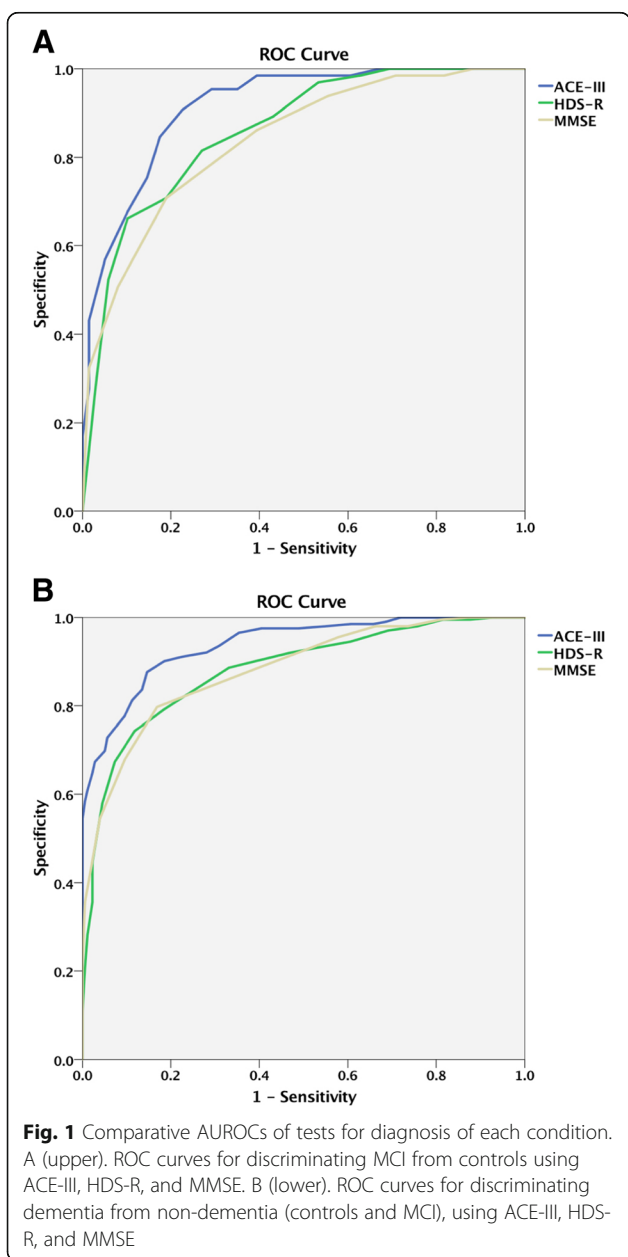 A
ROC Curve
1.0
0.8
0.6
0.4
0.2
0.0
Specificity
0.0 0.2 0.4 0.6 0.8 1.0
1 – Sensitivity
ACE-III
HDS-R
MMSE
B
ROC Curve
1.0
0.8
0.6
0.4
0.2
0.0
Specificity
0.0 0.2 0.4 0.6 0.8 1.0
1 – Sensitivity
ACE-III
HDS-R
MMSE
Fig. 1 Comparative AUROCs of tests for diagnosis of each condition.
A (upper). ROC curves for discriminating MCI from controls using
ACE-III, HDS-R, and MMSE. B (lower). ROC curves for discriminating
dementia from non-dementia (controls and MCI), using ACE-III, HDS-
R, and MMSE